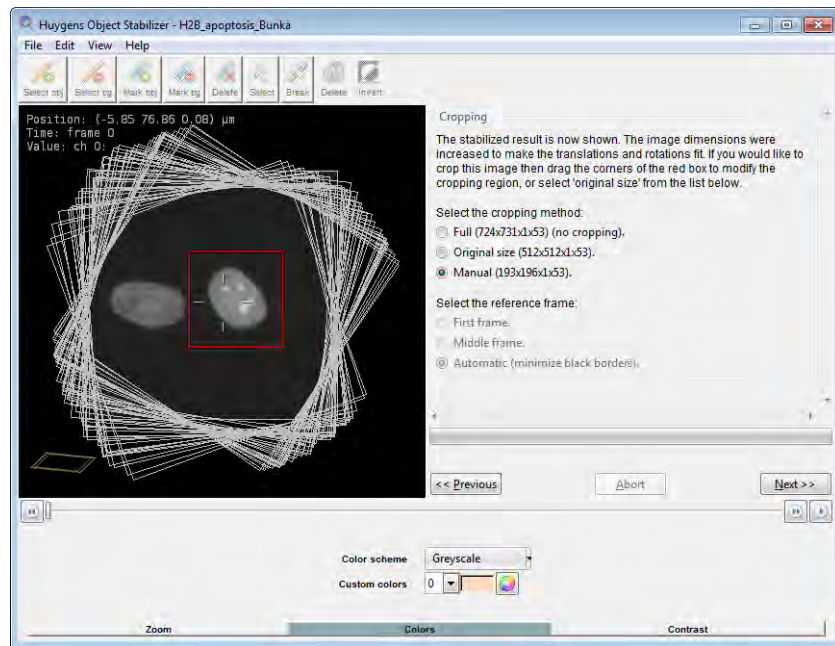 Huygens Object Stabilizer - H2B_apoptosis_Bunka
File Edit View Help
Select obj Select bg Mark obj Mark bg Delete Select Break Delete Invert
Position: (-5.85 76.86 0.08) µm
Time: frame 0
Value: ch 0:
Cropping
The stabilized result is now shown. The image dimensions were
increased to make the translations and rotations fit. If you would like to
crop this image then drag the corners of the red box to modify the
cropping region, or select 'original size' from the list below.
Select the cropping method:
Full (724x731x1x53) (no cropping).
Original size (512x512x1x53).
Manual (193x196x1x53).
Select the reference frame:
First frame.
Middle frame.
Automatic (minimize black borders).
<< Previous Abort Next >>
Color scheme Greyscale
Custom colors 0
Zoom Colors Contrast